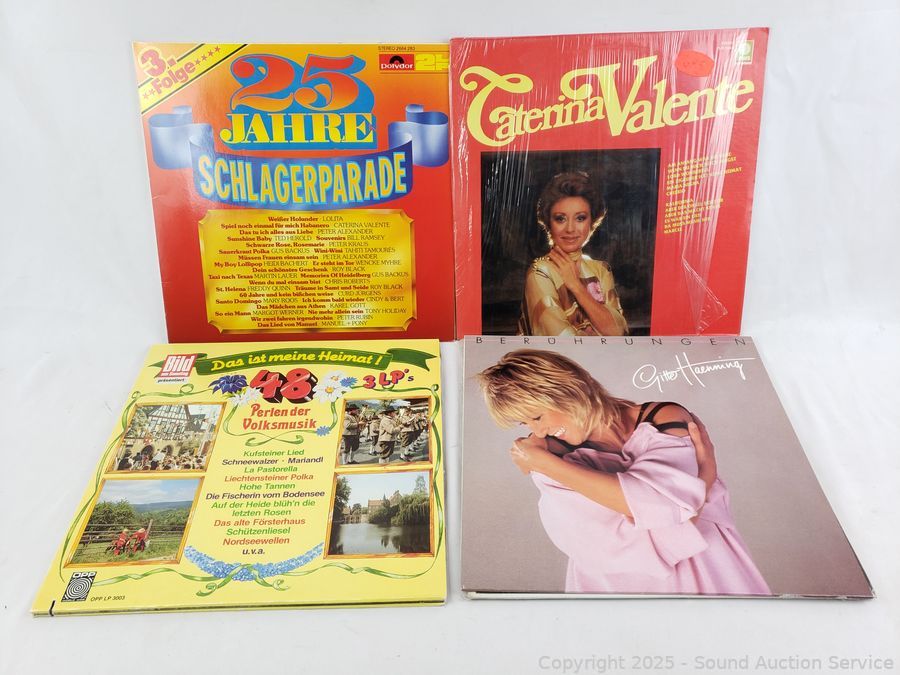 3.
Folge
STEREO 2664 283
Polydor
25
JAHRE
SCHLAGERPARADE
Weißer Holunder · LOLITA
Spiel noch einmal für mich Habanero · CATERINA VALENTE
Das tu ich alles aus Liebe · PETER ALEXANDER
Sunshine Baby TED HEROLD · Souvenirs BILL RAMSEY
Schwarze Rose, Rosemarie · PETER KRAUS
Sauerkraut Polka GUS BACKUS · Wini-Wini TAHITI TAMOURÉS
Müssen Frauen einsam sein · PETER ALEXANDER
My Boy Lollipop HEIDI BACHERT · Er steht im Tor WENCKE MYHRE
Dein schönstes Geschenk · ROY BLACK
Taxi nach Texas MARTIN LAUER · Memories Of Heidelberg GUS BACKUS
Wenn du mal einsam bist · CHRIS ROBERTS
St. Helena FREDDY QUINN · Träume in Samt und Seide ROY BLACK
60 Jahre und kein bißchen weise · CURD JÜRGENS
Santo Domingo MARY ROOS · Ich komm bald wieder CINDY & BERT
Das Mädchen aus Athen · KAREL GOTT
So ein Mann MARGOT WERNER · Nie mehr allein sein TONY HOLIDAY
Wir zwei fahren irgendwohin · PETER RUBIN
Das Lied von Manuel · MANUEL + PONY
Caterina Valente
Bild
am Sonntag
präsentiert
Das ist meine Heimat!
48
3 LP's
Perlen der
Volksmusik
Kufsteiner Lied
Schneewalzer · Mariandl
La Pastorella
Liechtensteiner Polka
Hohe Tannen
Die Fischerin vom Bodensee
Auf der Heide blüh'n die
letzten Rosen
Das alte Försterhaus
Schützenliesel
Nordseewellen
u.v.a.
OPP
OPP LP 3003
BERÜHRUNGEN
Gitte Haenning
Copyright © 2025 - Sound Auction Service